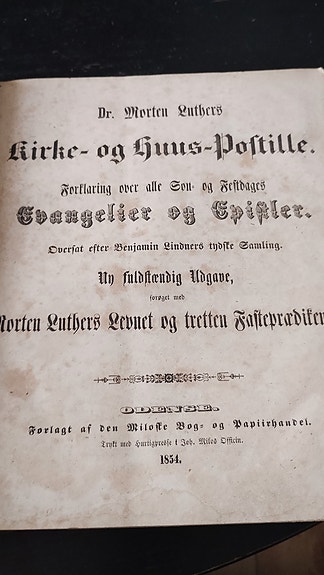 Dr. Morten Luthers
Kirke- og Huus-Postille.
Forklaring over alle Søn- og Festdages
Evangelier og Epistler.
Oversat efter Benjamin Lindners tydske Samling.
Ny fuldstændig Udgave,
forøget med
Morten Luthers Levnet og tretten Fasteprædiken
ODENSE.
Forlagt af den Miloske Bog- og Papiirhandel.
Trykt med Hurtigpresse i Joh. Milos Officin.
1854.